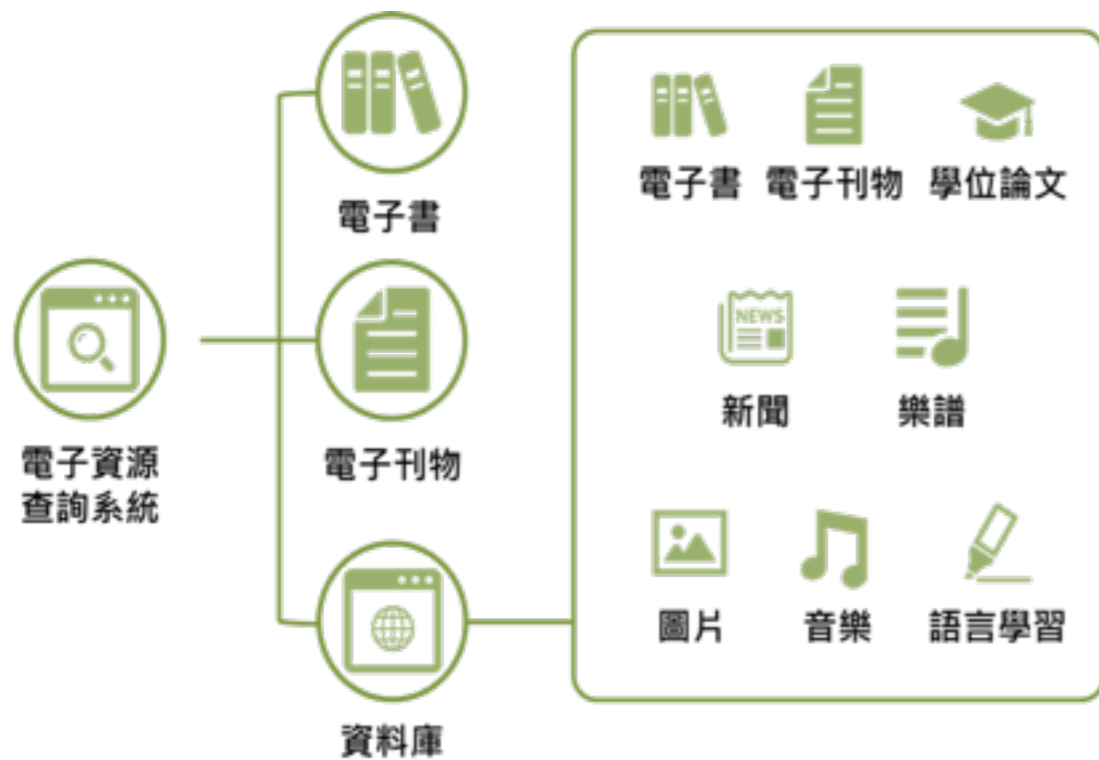 電子資源
查詢系統
電子書
電子刊物
資料庫
電子書 電子刊物 學位論文
NEWS
新聞 樂譜
圖片 音樂 語言學習